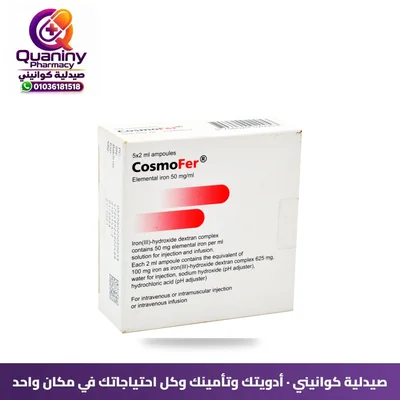 Quaniny
Pharmacy
صيدلية كوانيني
01036181518
5x2 ml ampoules
CosmoFer®
Elemental iron 50 mg/ml
Iron(III)-hydroxide dextran complex
contains 50 mg elemental iron per ml
solution for injection and infusion.
Each 2 ml ampoule contains the equivalent of 625 mg,
100 mg iron as iron(III)-hydroxide dextran complex
water for injection, sodium hydroxide (pH adjuster),
hydrochloric acid (pH adjuster)
For intravenous or intramuscular injection
or intravenous infusion
صيدلية كوانيني · أدويتك وتأمينك وكل احتياجاتك في مكان واحد